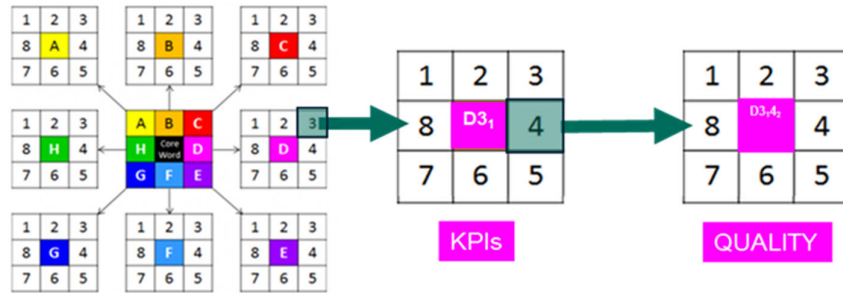 1 2 3
8 A 4
7 6 5
1 2 3
8 B 4
7 6 5
1 2 3
8 C 4
7 6 5
1 2 3
8 H 4
7 6 5
A B C
H Core Word D
G F E
1 2 3
8 D 4
7 6 5
1 2 3
8 G 4
7 6 5
1 2 3
8 F 4
7 6 5
1 2 3
8 E 4
7 6 5
1 2 3
8 D3₁ 4
7 6 5
KPIs
1 2 3
8 D3₁4₂ 4
7 6 5
QUALITY